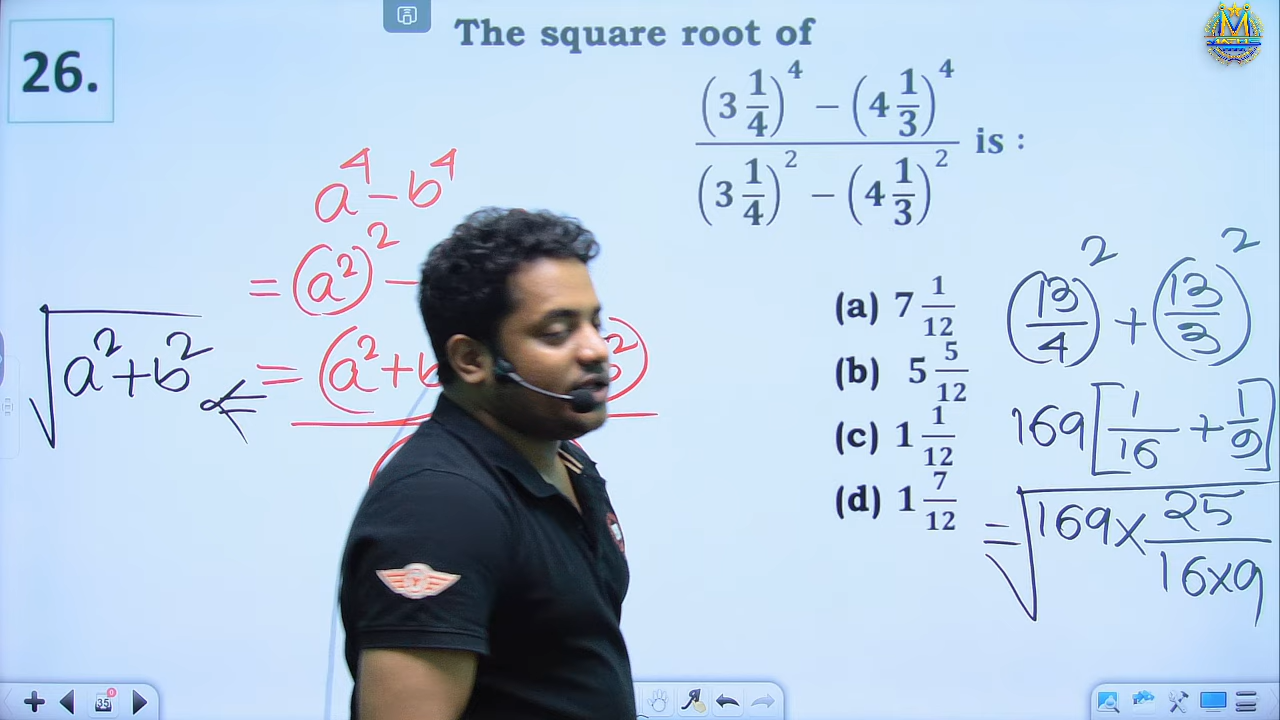 26.
The square root of
(3 1/4)^4 − (4 1/3)^4
(3 1/4)^2 − (4 1/3)^2
is :
(a) 7 1/12
(b) 5 5/12
(c) 1 1/12
(d) 1 7/12
a^4 − b^4
= (a^2)^2 −
= (a^2 + b
^2)
√(a^2 + b^2)
(13/4)^2 + (13/3)^2
169 [1/16 + 1/9]
= √(169 × 25/(16×9))
M
35